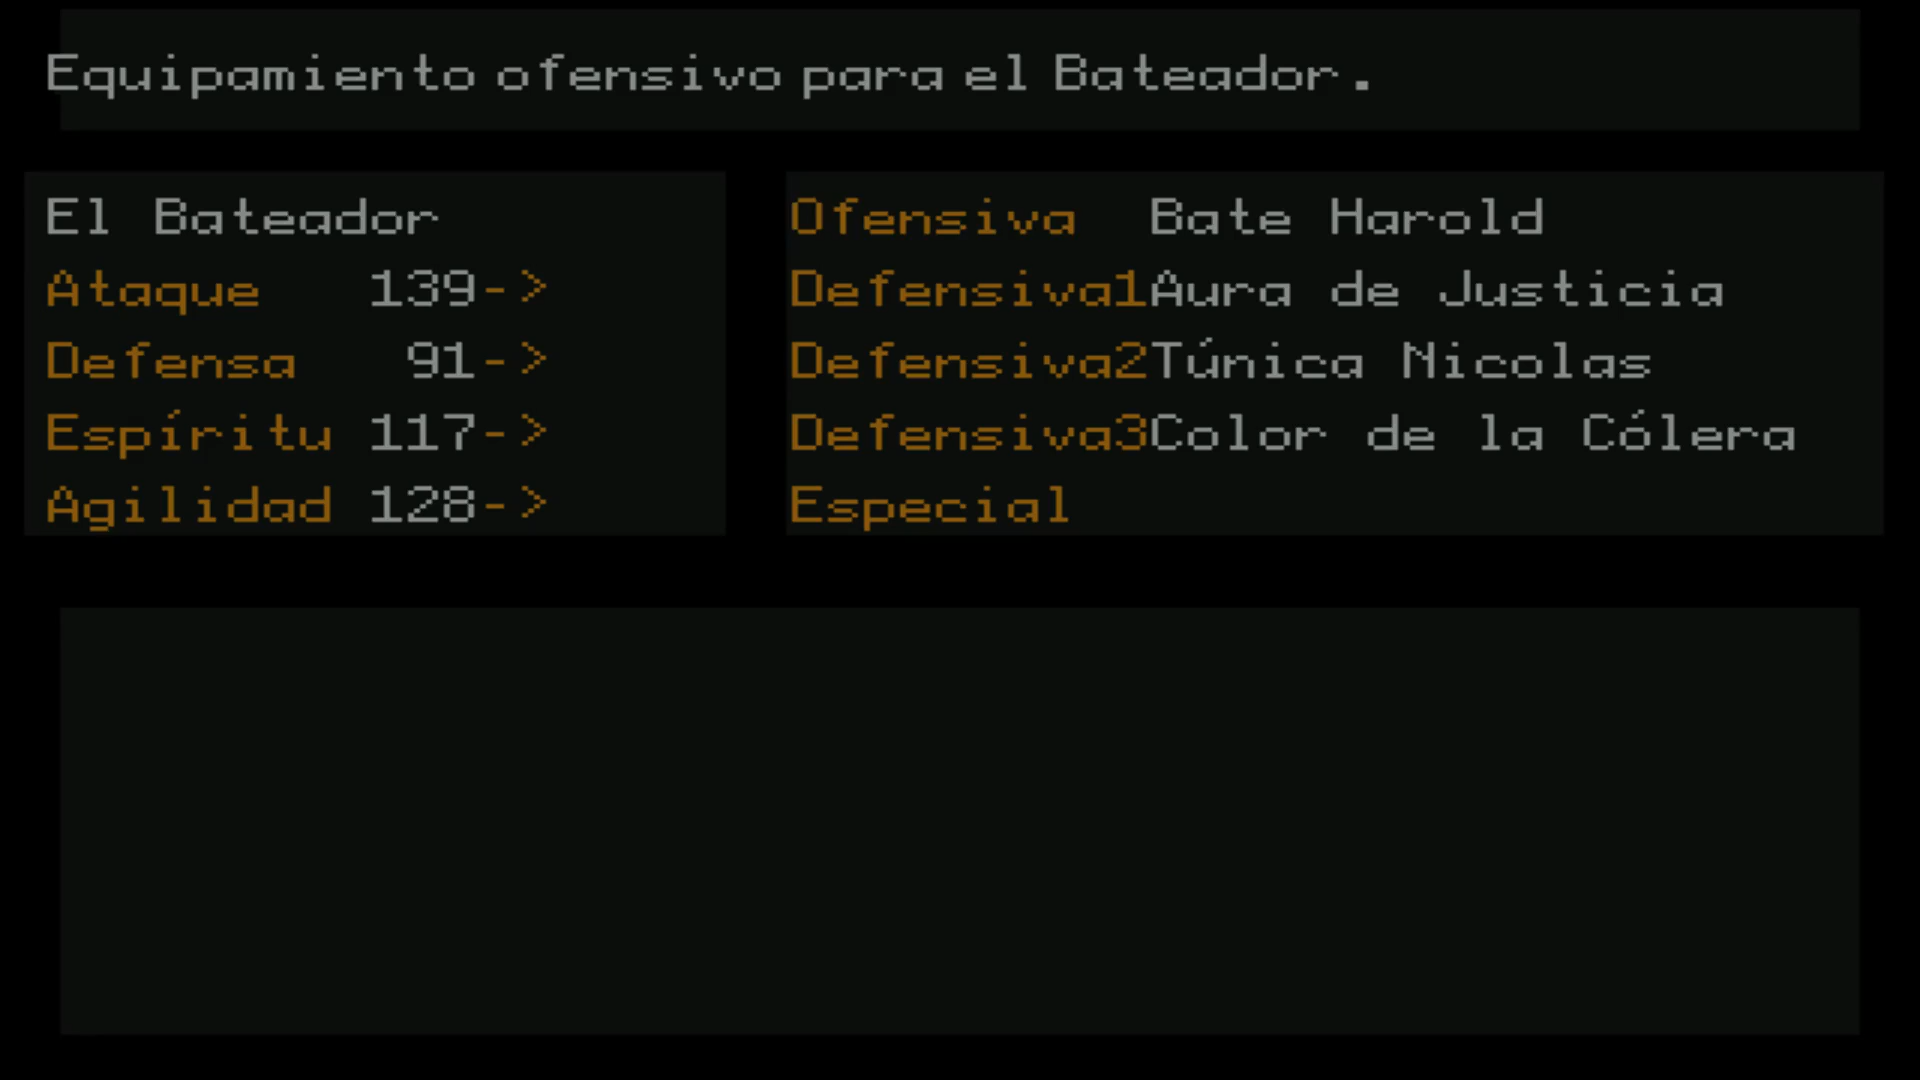 Equipamiento ofensivo para el Bateador.
El Bateador
Ataque 139->
Defensa 91->
Espíritu 117->
Agilidad 128->
Ofensiva Bate Harold
Defensiva1Aura de Justicia
Defensiva2Túnica Nicolas
Defensiva3Color de la Cólera
Especial